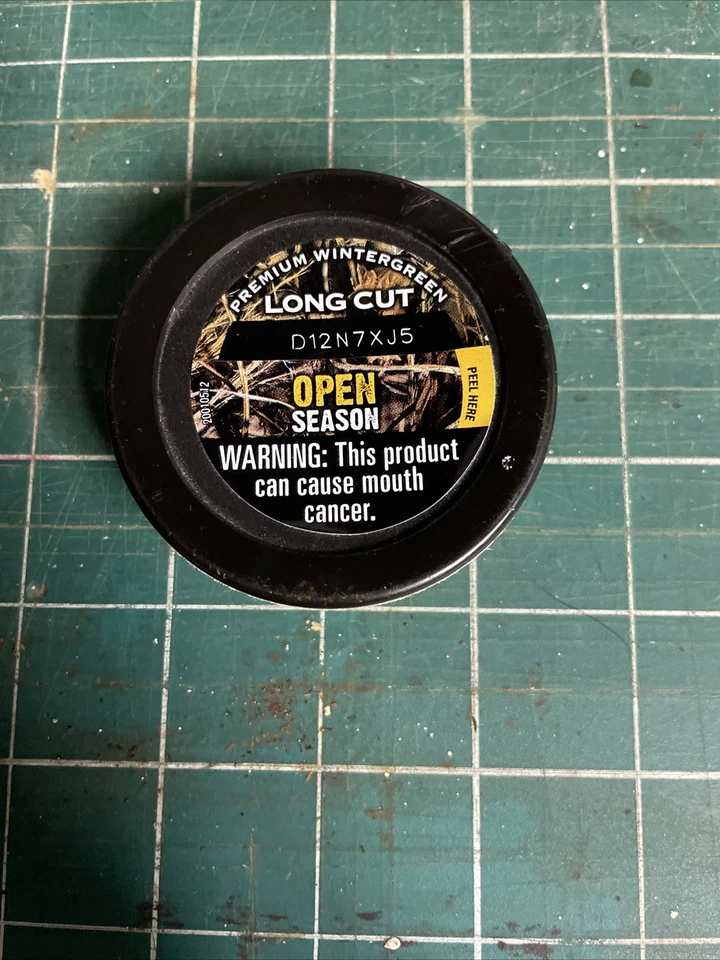 PREMIUM WINTERGREEN
LONG CUT
D12N7XJ5
OPEN
SEASON
PEEL HERE
20010512
WARNING: This product
can cause mouth
cancer.